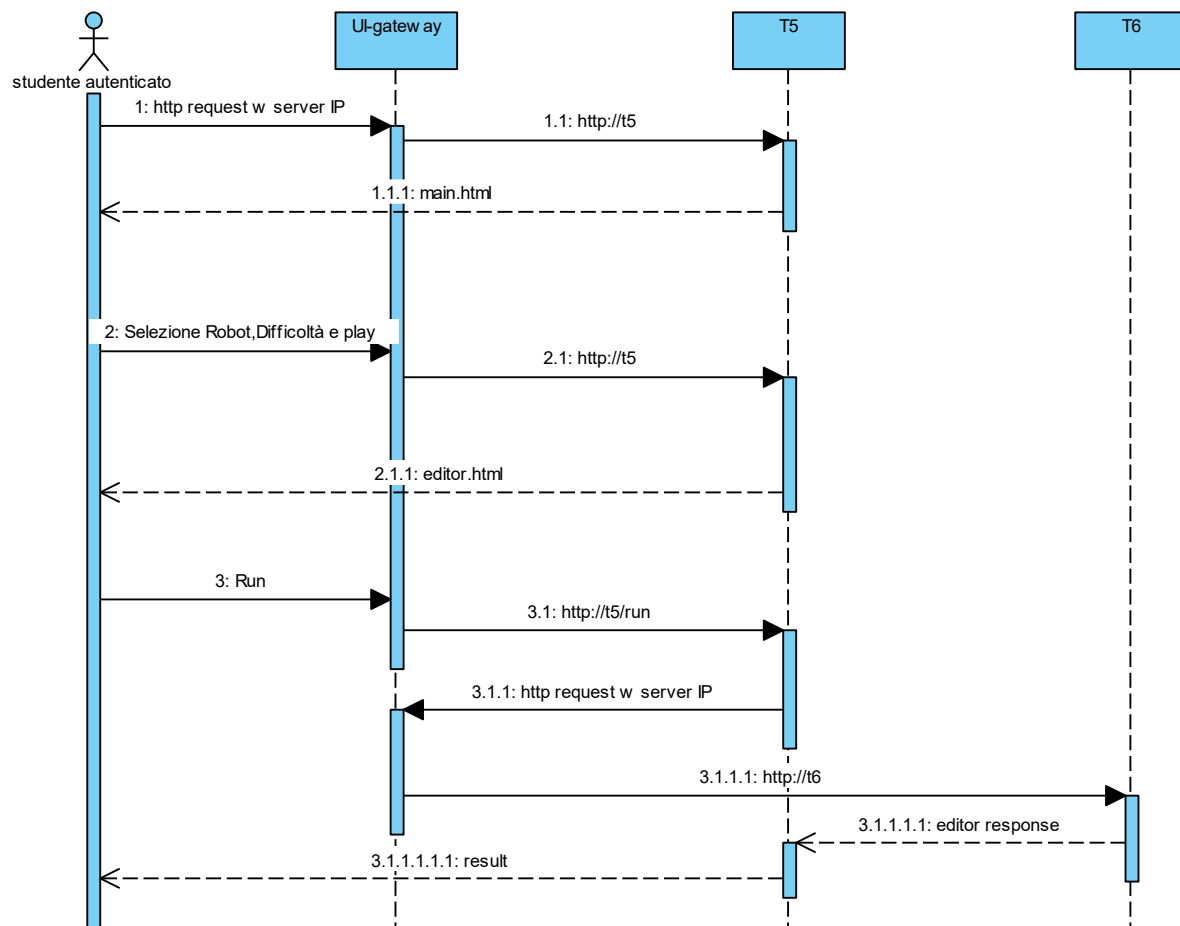 UI-gateway
T5
T6
studente autenticato
1: http request w server IP
1.1: http://t5
1.1.1: main.html
2: Selezione Robot,Difficoltà e play
2.1: http://t5
2.1.1: editor.html
3: Run
3.1: http://t5/run
3.1.1: http request w server IP
3.1.1.1: http://t6
3.1.1.1.1: editor response
3.1.1.1.1.1: result